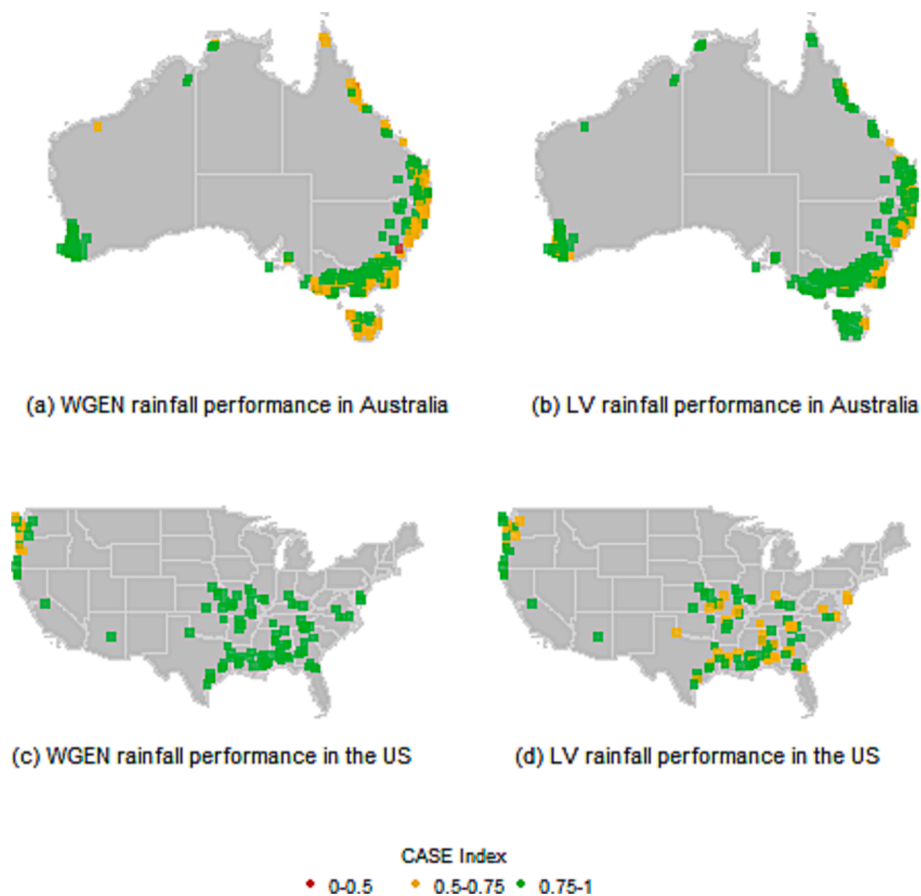 (a) WGEN rainfall performance in Australia
(b) LV rainfall performance in Australia
(c) WGEN rainfall performance in the US
(d) LV rainfall performance in the US
CASE Index
0-0.5 0.5-0.75 0.75-1